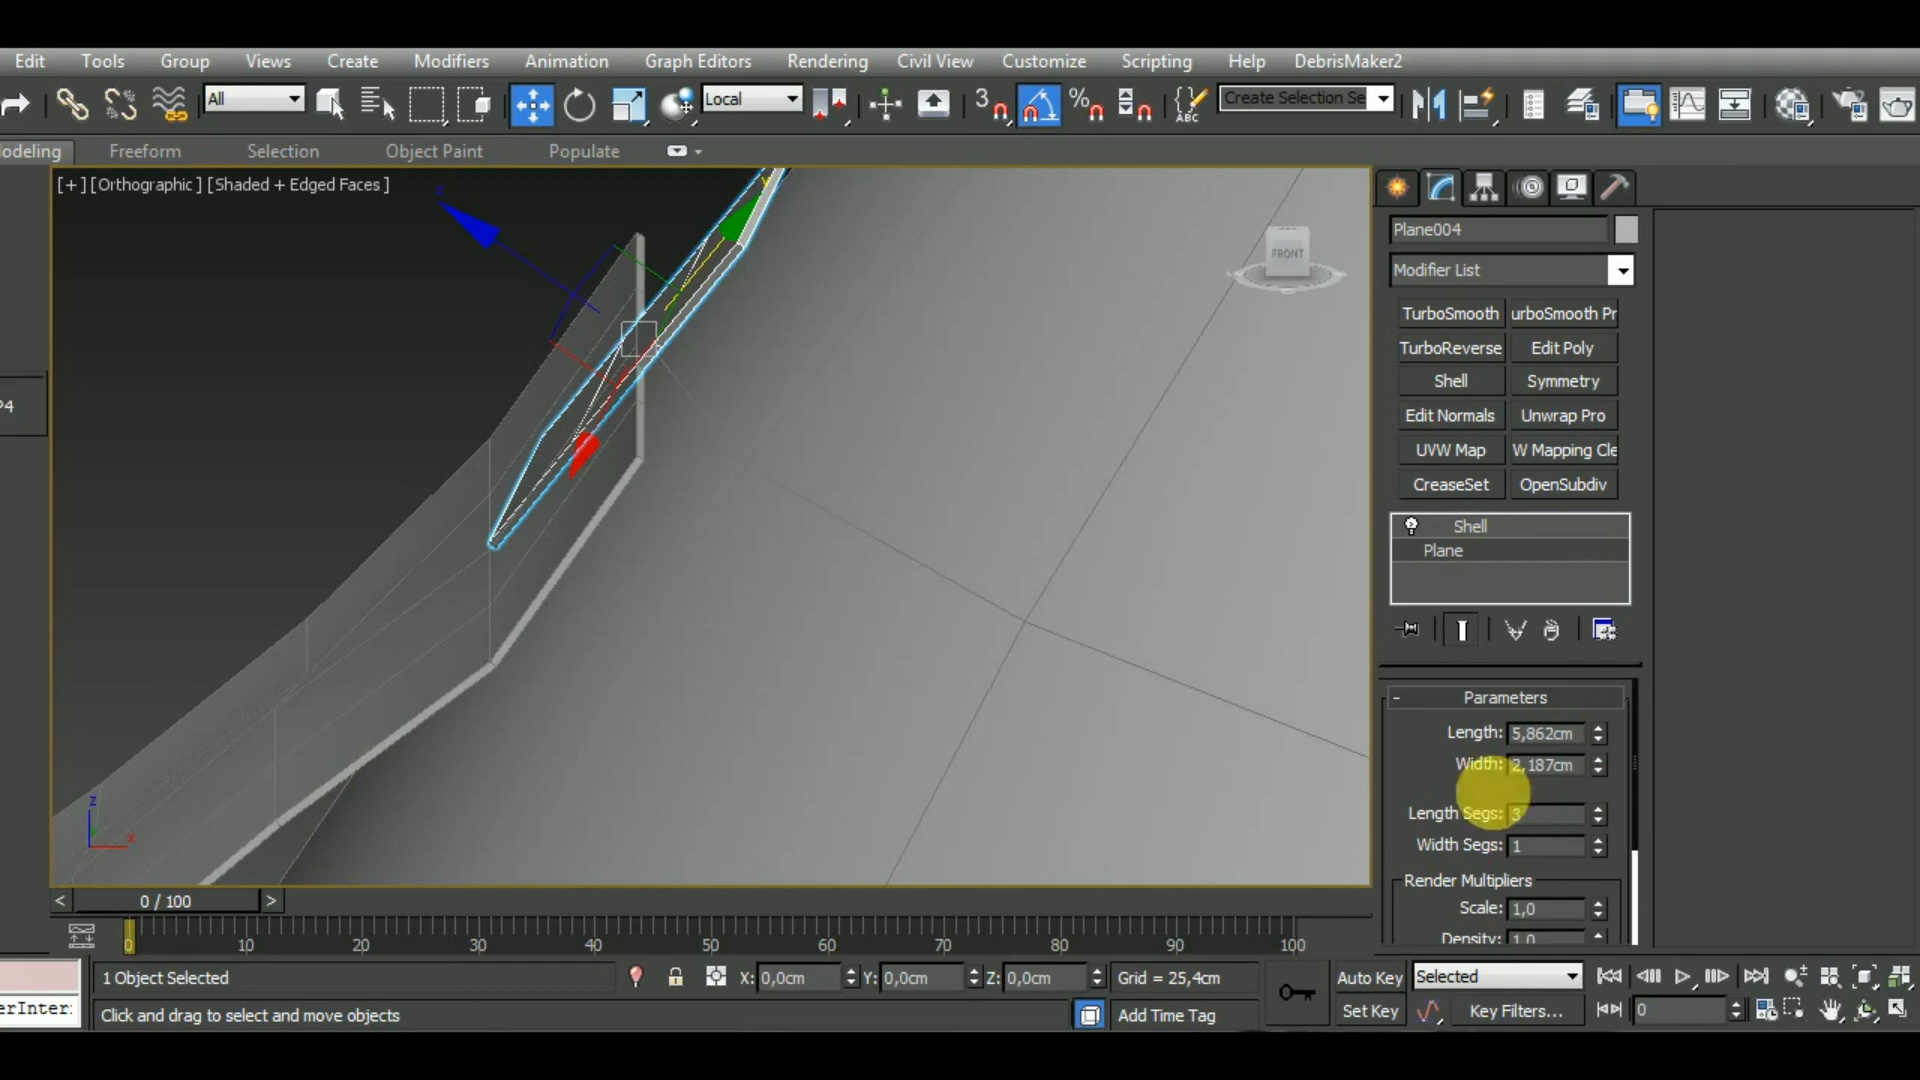 Edit Tools Group Views Create Modifiers Animation Graph Editors Rendering Civil View Customize Scripting Help DebrisMaker2
All Local 3 % ABC Create Selection Se
odeling Freeform Selection Object Paint Populate
[+][Orthographic][Shaded + Edged Faces]
FRONT
Plane004
Modifier List
TurboSmooth urboSmooth Pr
TurboReverse Edit Poly
Shell Symmetry
Edit Normals Unwrap Pro
UVW Map W Mapping Cle
CreaseSet OpenSubdiv
Shell
Plane
P4
- Parameters
Length: 5,862cm
Width: 2,187cm
Length Segs: 3
Width Segs: 1
Render Multipliers
Scale: 1,0
Density: 1,0
z
x
< 0 / 100 >
0 10 20 30 40 50 60 70 80 90 100
1 Object Selected X: 0,0cm Y: 0,0cm Z: 0,0cm Grid = 25,4cm Auto Key Selected
erInter: Click and drag to select and move objects Add Time Tag Set Key Key Filters... 0